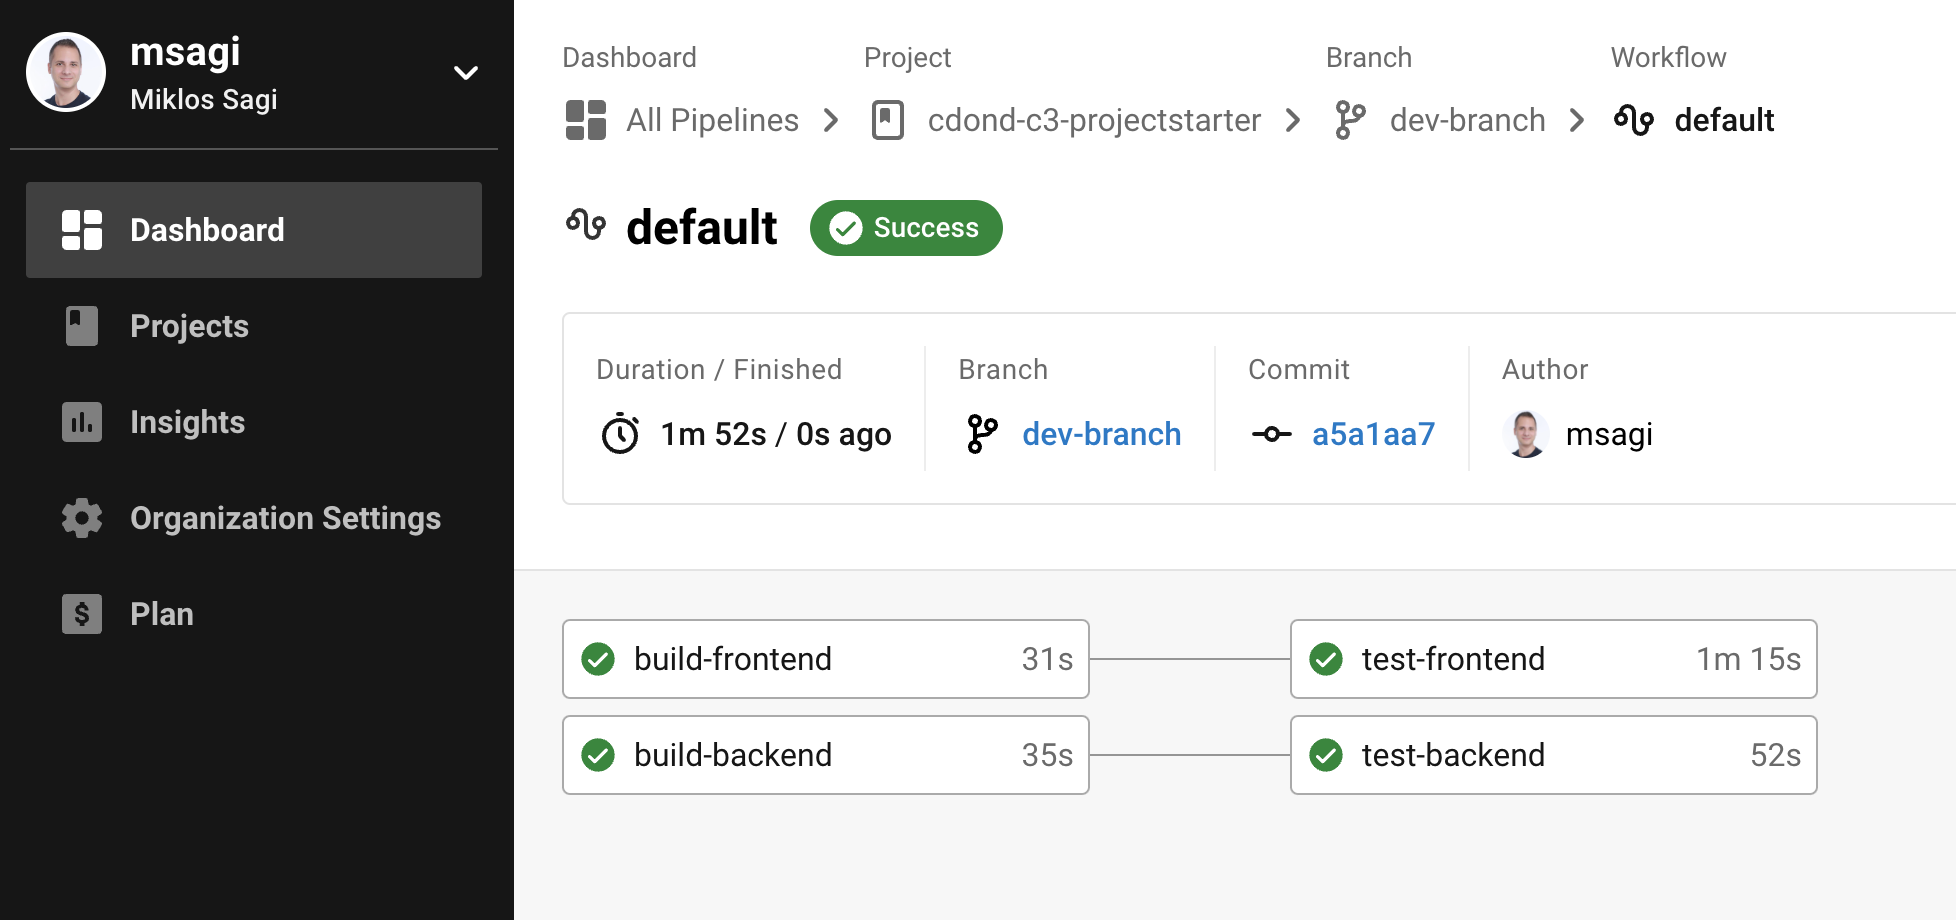 msagi
Miklos Sagi
Dashboard
Projects
Insights
Organization Settings
$ Plan
Dashboard Project Branch Workflow
All Pipelines cdond-c3-projectstarter dev-branch default
default Success
Duration / Finished Branch Commit Author
1m 52s / 0s ago dev-branch a5a1aa7 msagi
build-frontend 31s test-frontend 1m 15s
build-backend 35s test-backend 52s